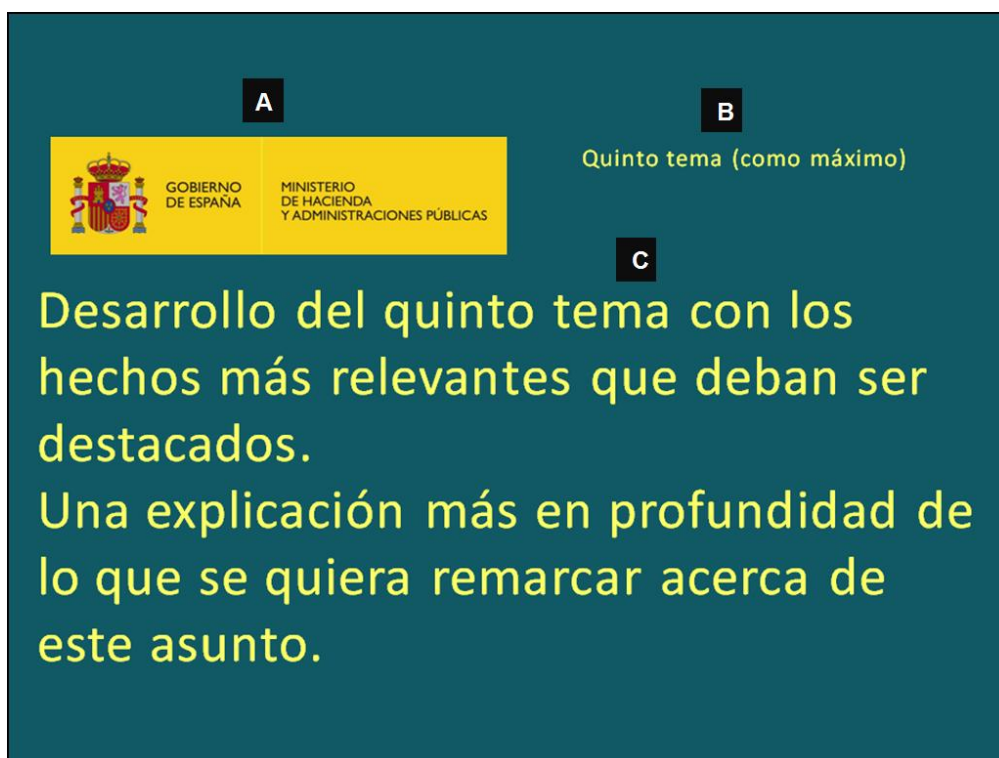 A
B
GOBIERNO
DE ESPAÑA
MINISTERIO
DE HACIENDA
Y ADMINISTRACIONES PÚBLICAS
Quinto tema (como máximo)
C
Desarrollo del quinto tema con los
hechos más relevantes que deban ser
destacados.
Una explicación más en profundidad de
lo que se quiera remarcar acerca de
este asunto.